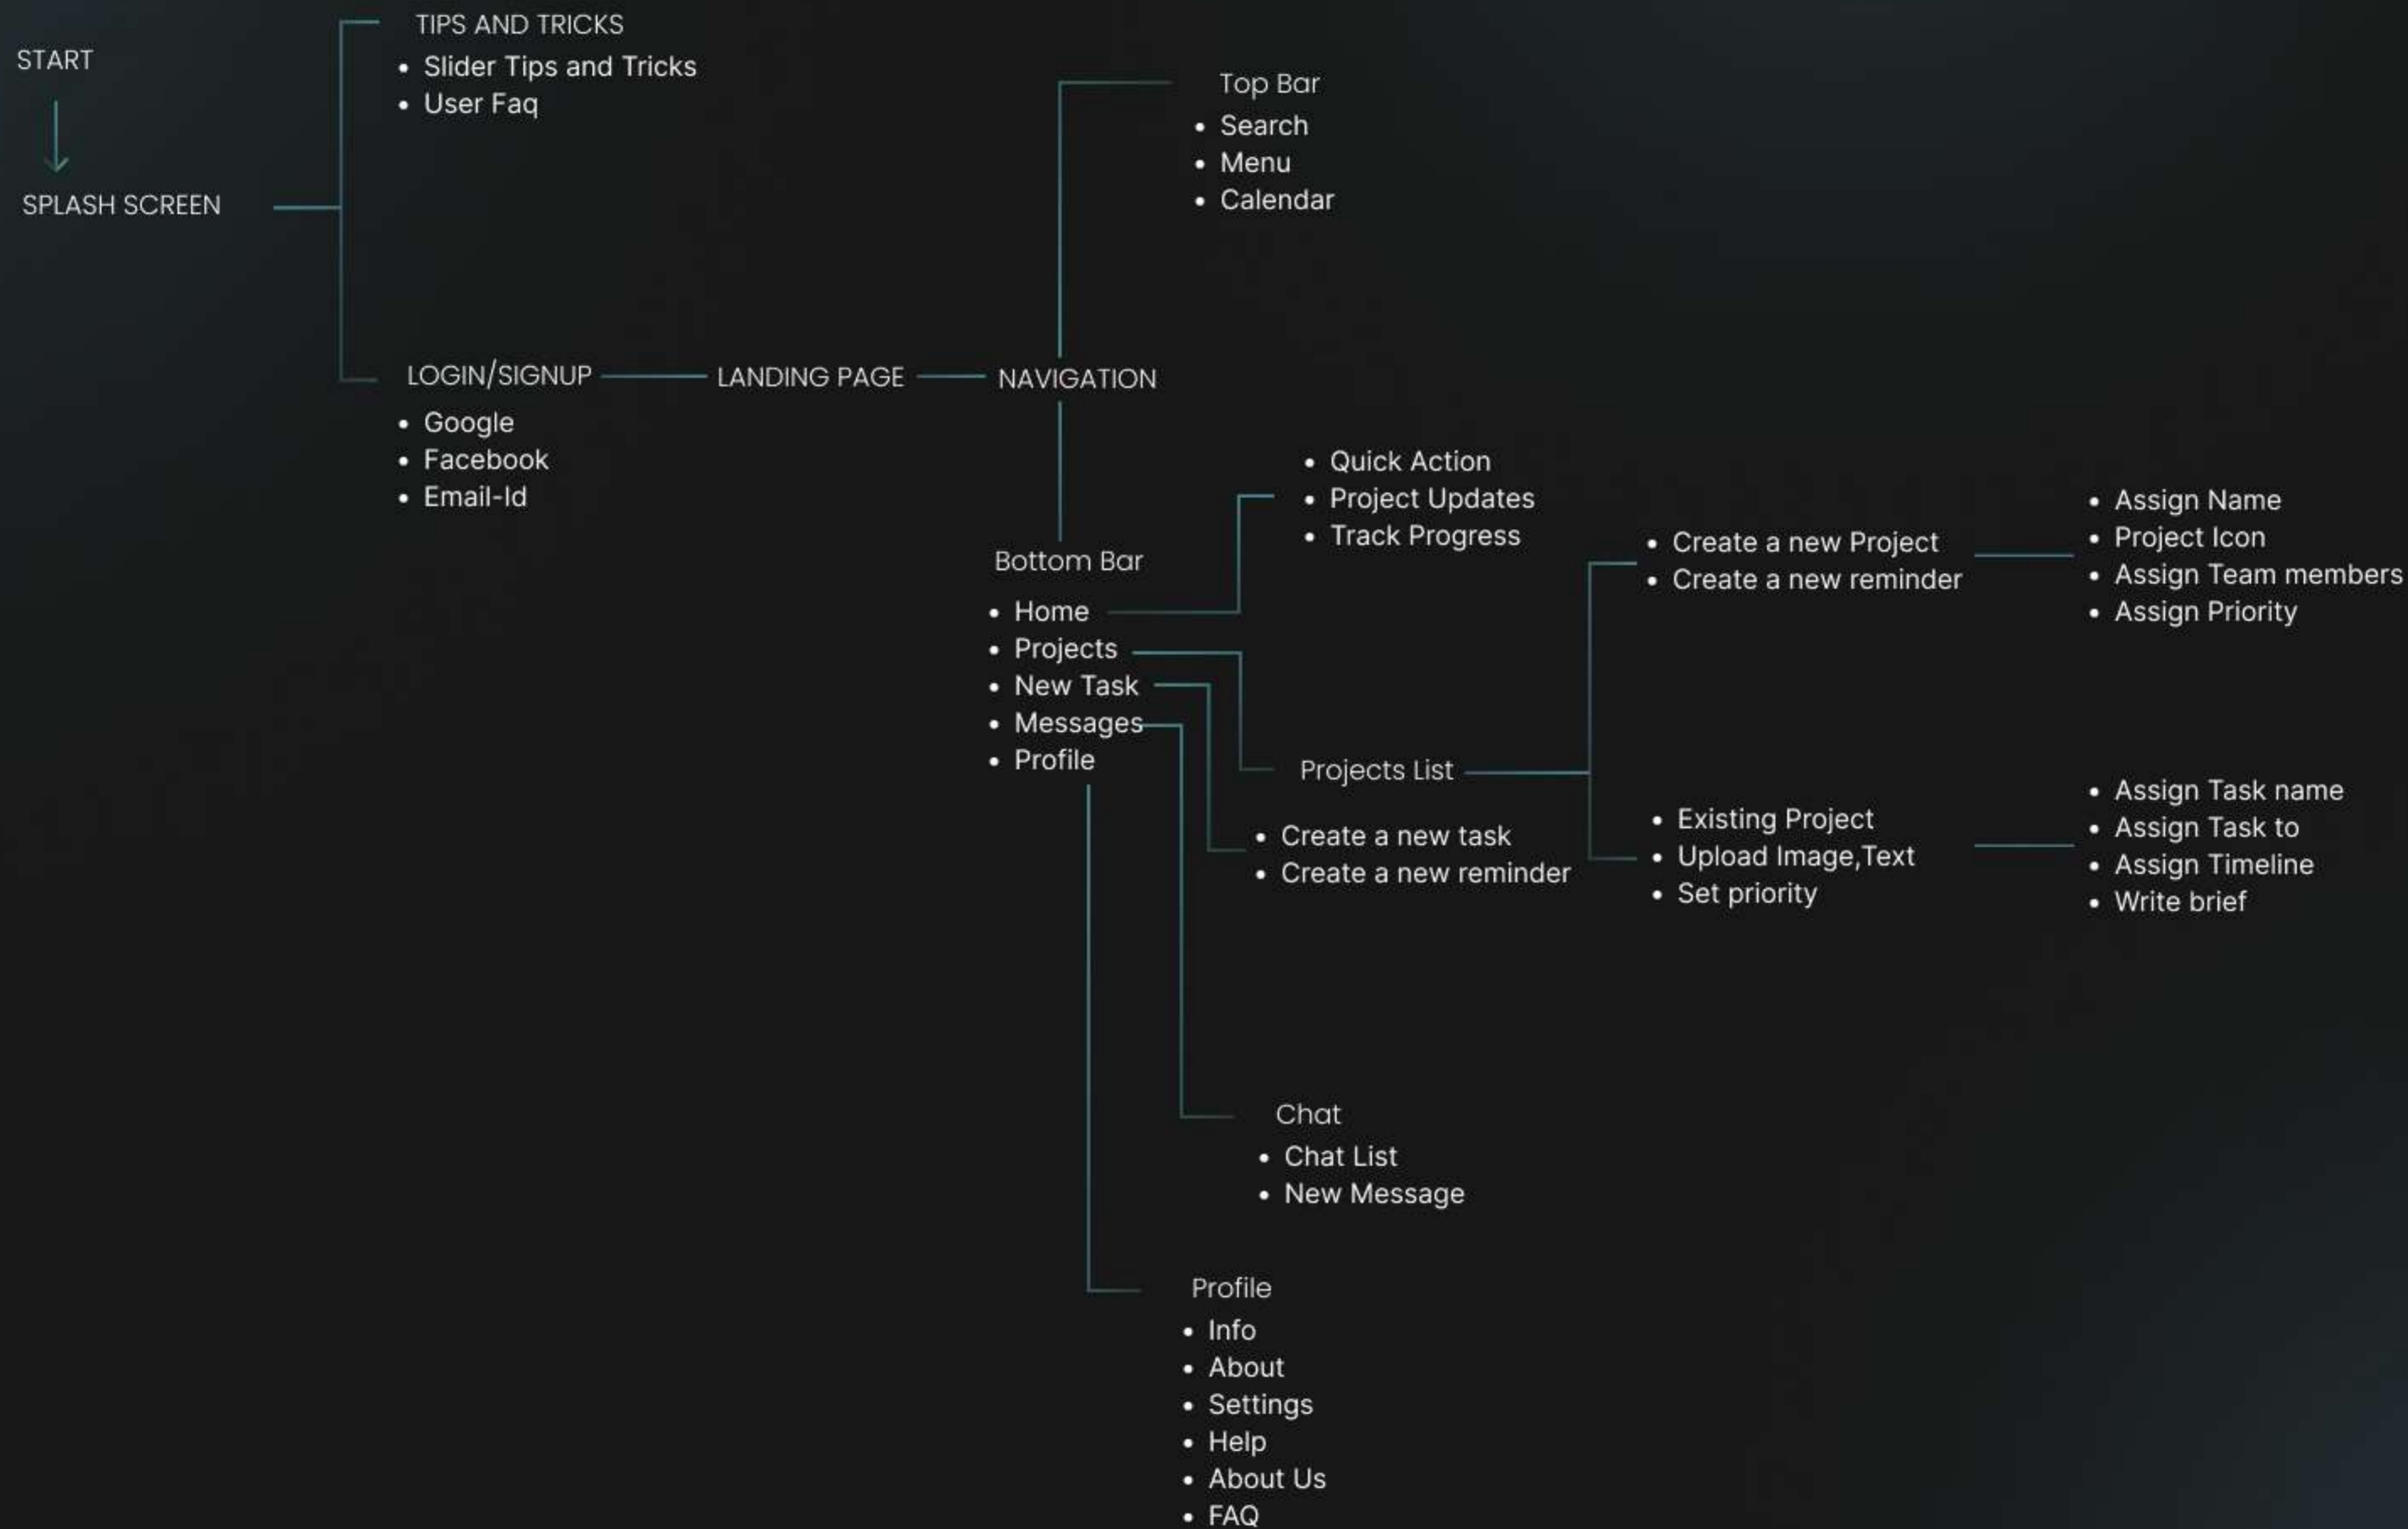 START
SPLASH SCREEN
TIPS AND TRICKS
• Slider Tips and Tricks
• User Faq
LOGIN/SIGNUP
• Google
• Facebook
• Email-Id
LANDING PAGE
NAVIGATION
Top Bar
• Search
• Menu
• Calendar
Bottom Bar
• Home
• Projects
• New Task
• Messages
• Profile
• Quick Action
• Project Updates
• Track Progress
Projects List
• Create a new Project
• Create a new reminder
• Assign Name
• Project Icon
• Assign Team members
• Assign Priority
• Existing Project
• Upload Image,Text
• Set priority
• Assign Task name
• Assign Task to
• Assign Timeline
• Write brief
• Create a new task
• Create a new reminder
Chat
• Chat List
• New Message
Profile
• Info
• About
• Settings
• Help
• About Us
• FAQ